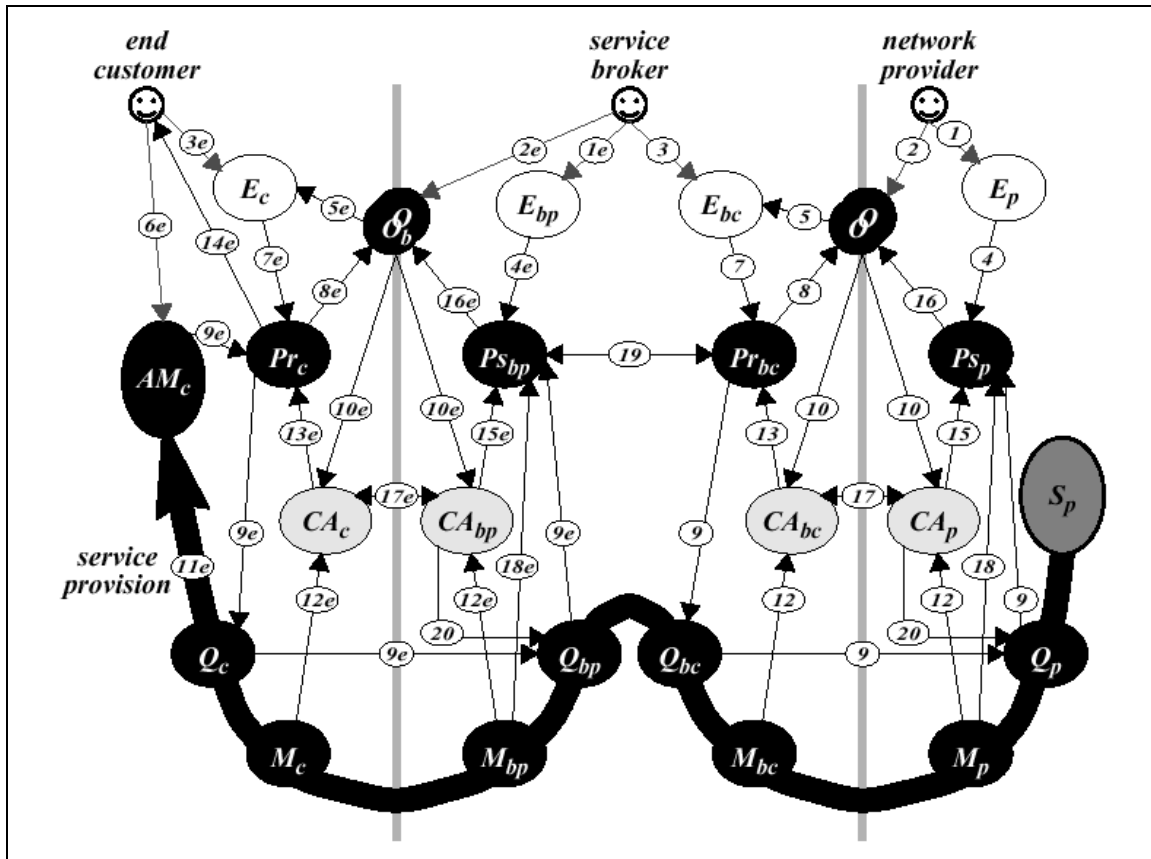 end
customer
service
broker
network
provider
3e
2e
1e
3
2
1
E_c
5e
O_b
E_bp
E_bc
5
O
E_p
6e
14e
7e
8e
16e
4e
7
8
16
4
9e
AM_c
Pr_c
Ps_bp
19
Pr_bc
Ps_p
10e
10e
10
10
13e
15e
13
15
17e
17
S_p
CA_c
CA_bp
CA_bc
CA_p
9e
9e
9
service
provision
11e
18e
18
12e
12e
12
12
9
20
20
Q_c
9e
Q_bp
Q_bc
9
Q_p
M_c
M_bp
M_bc
M_p